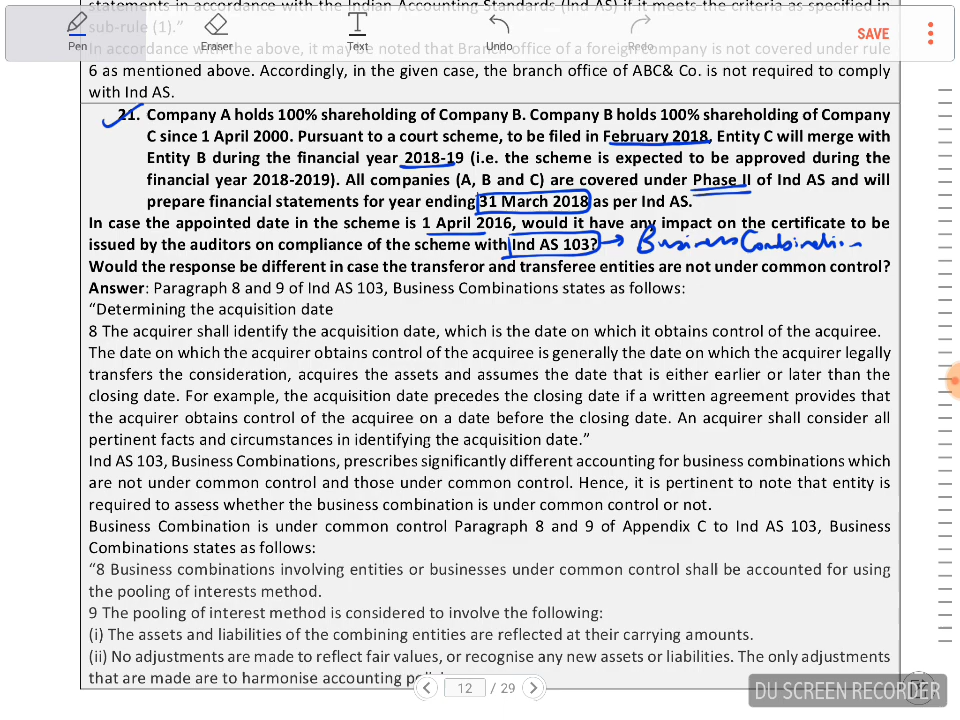 statements in accordance with the Indian Accounting Standards (Ind AS) if it meets the criteria as specified in
sub-rule (1).”
Pen
Eraser
Text
Undo
Redo
SAVE
In accordance with the above, it may be noted that Branch office of a foreign company is not covered under rule
6 as mentioned above. Accordingly, in the given case, the branch office of ABC& Co. is not required to comply
with Ind AS.
21. Company A holds 100% shareholding of Company B. Company B holds 100% shareholding of Company
C since 1 April 2000. Pursuant to a court scheme, to be filed in February 2018, Entity C will merge with
Entity B during the financial year 2018-19 (i.e. the scheme is expected to be approved during the
financial year 2018-2019). All companies (A, B and C) are covered under Phase II of Ind AS and will
prepare financial statements for year ending 31 March 2018 as per Ind AS.
In case the appointed date in the scheme is 1 April 2016, would it have any impact on the certificate to be
issued by the auditors on compliance of the scheme with Ind AS 103? → Business Combination
Would the response be different in case the transferor and transferee entities are not under common control?
Answer: Paragraph 8 and 9 of Ind AS 103, Business Combinations states as follows:
“Determining the acquisition date
8 The acquirer shall identify the acquisition date, which is the date on which it obtains control of the acquiree.
The date on which the acquirer obtains control of the acquiree is generally the date on which the acquirer legally
transfers the consideration, acquires the assets and assumes the date that is either earlier or later than the
closing date. For example, the acquisition date precedes the closing date if a written agreement provides that
the acquirer obtains control of the acquiree on a date before the closing date. An acquirer shall consider all
pertinent facts and circumstances in identifying the acquisition date.”
Ind AS 103, Business Combinations, prescribes significantly different accounting for business combinations which
are not under common control and those under common control. Hence, it is pertinent to note that entity is
required to assess whether the business combination is under common control or not.
Business Combination is under common control Paragraph 8 and 9 of Appendix C to Ind AS 103, Business
Combinations states as follows:
“8 Business combinations involving entities or businesses under common control shall be accounted for using
the pooling of interests method.
9 The pooling of interest method is considered to involve the following:
(i) The assets and liabilities of the combining entities are reflected at their carrying amounts.
(ii) No adjustments are made to reflect fair values, or recognise any new assets or liabilities. The only adjustments
that are made are to harmonise accounting
12 / 29
DU SCREEN RECORDER